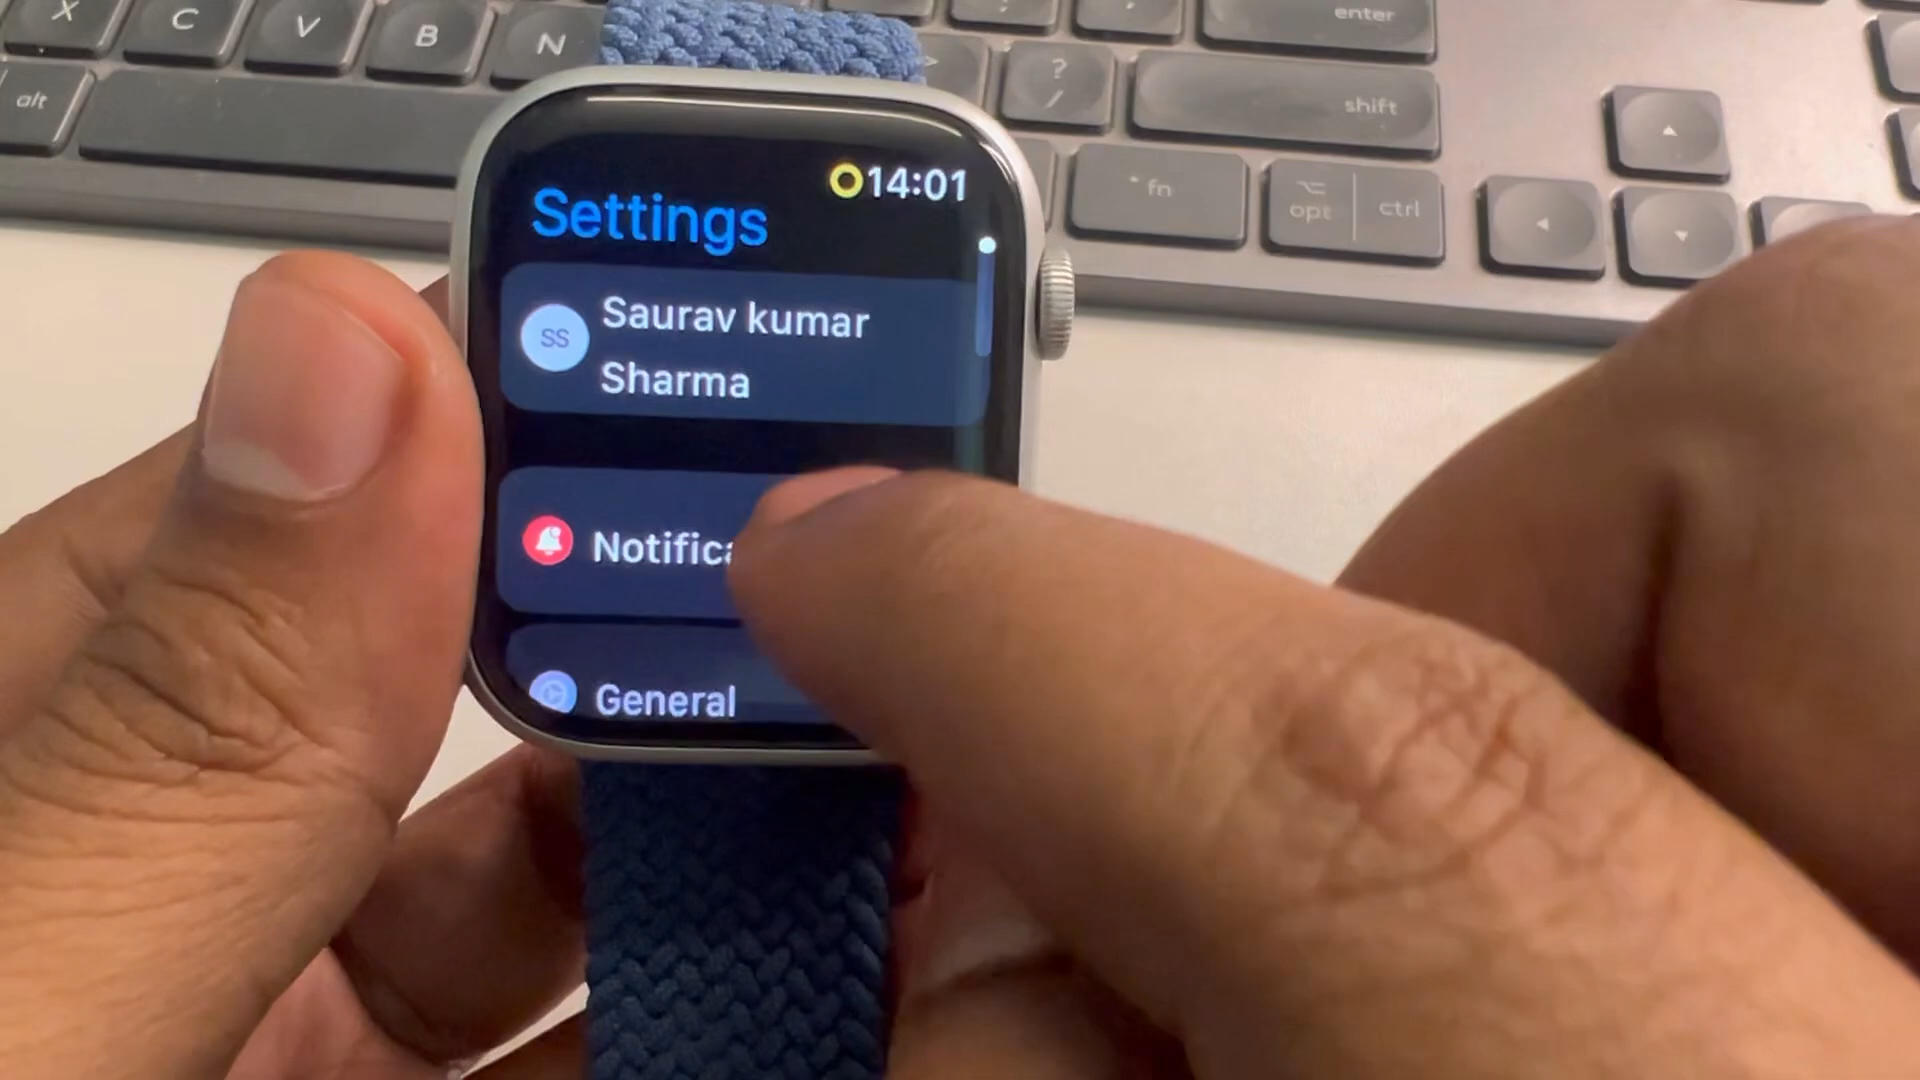 X C V B N > ? / enter
alt shift
fn opt ctrl
14:01
Settings
SS Saurav kumar
Sharma
Notifica
General